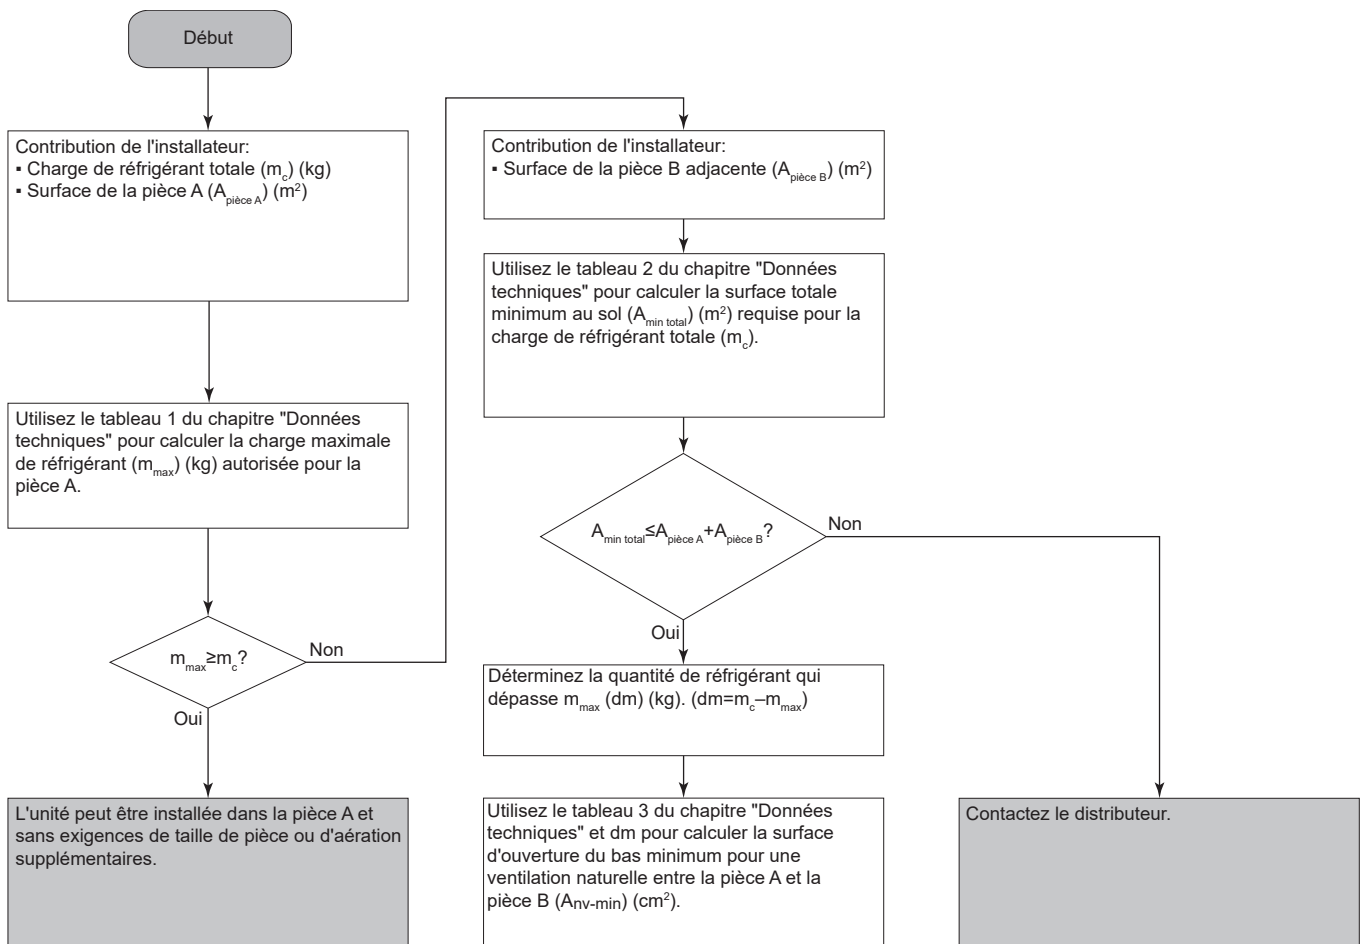 Début
Contribution de l'installateur:
▪ Charge de réfrigérant totale (mc) (kg)
▪ Surface de la pièce A (Apièce A) (m²)
Utilisez le tableau 1 du chapitre "Données
techniques" pour calculer la charge maximale
de réfrigérant (mmax) (kg) autorisée pour la
pièce A.
mmax≥mc?
Non
Oui
L'unité peut être installée dans la pièce A et
sans exigences de taille de pièce ou d'aération
supplémentaires.
Contribution de l'installateur:
▪ Surface de la pièce B adjacente (Apièce B) (m²)
Utilisez le tableau 2 du chapitre "Données
techniques" pour calculer la surface totale
minimum au sol (Amin total) (m²) requise pour la
charge de réfrigérant totale (mc).
Amin total≤Apièce A+Apièce B?
Non
Oui
Déterminez la quantité de réfrigérant qui
dépasse mmax (dm) (kg). (dm=mc–mmax)
Utilisez le tableau 3 du chapitre "Données
techniques" et dm pour calculer la surface
d'ouverture du bas minimum pour une
ventilation naturelle entre la pièce A et la
pièce B (Anv-min) (cm²).
Contactez le distributeur.